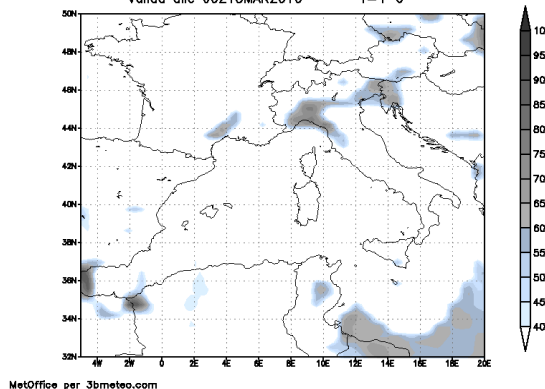 50N
48N
46N
44N
42N
40N
38N
36N
34N
32N
4W 2W 0 2E 4E 6E 8E 10E 12E 14E 16E 18E 20E
95
90
85
80
75
70
65
60
55
50
45
40
MetOffice per 3bmeteo.com